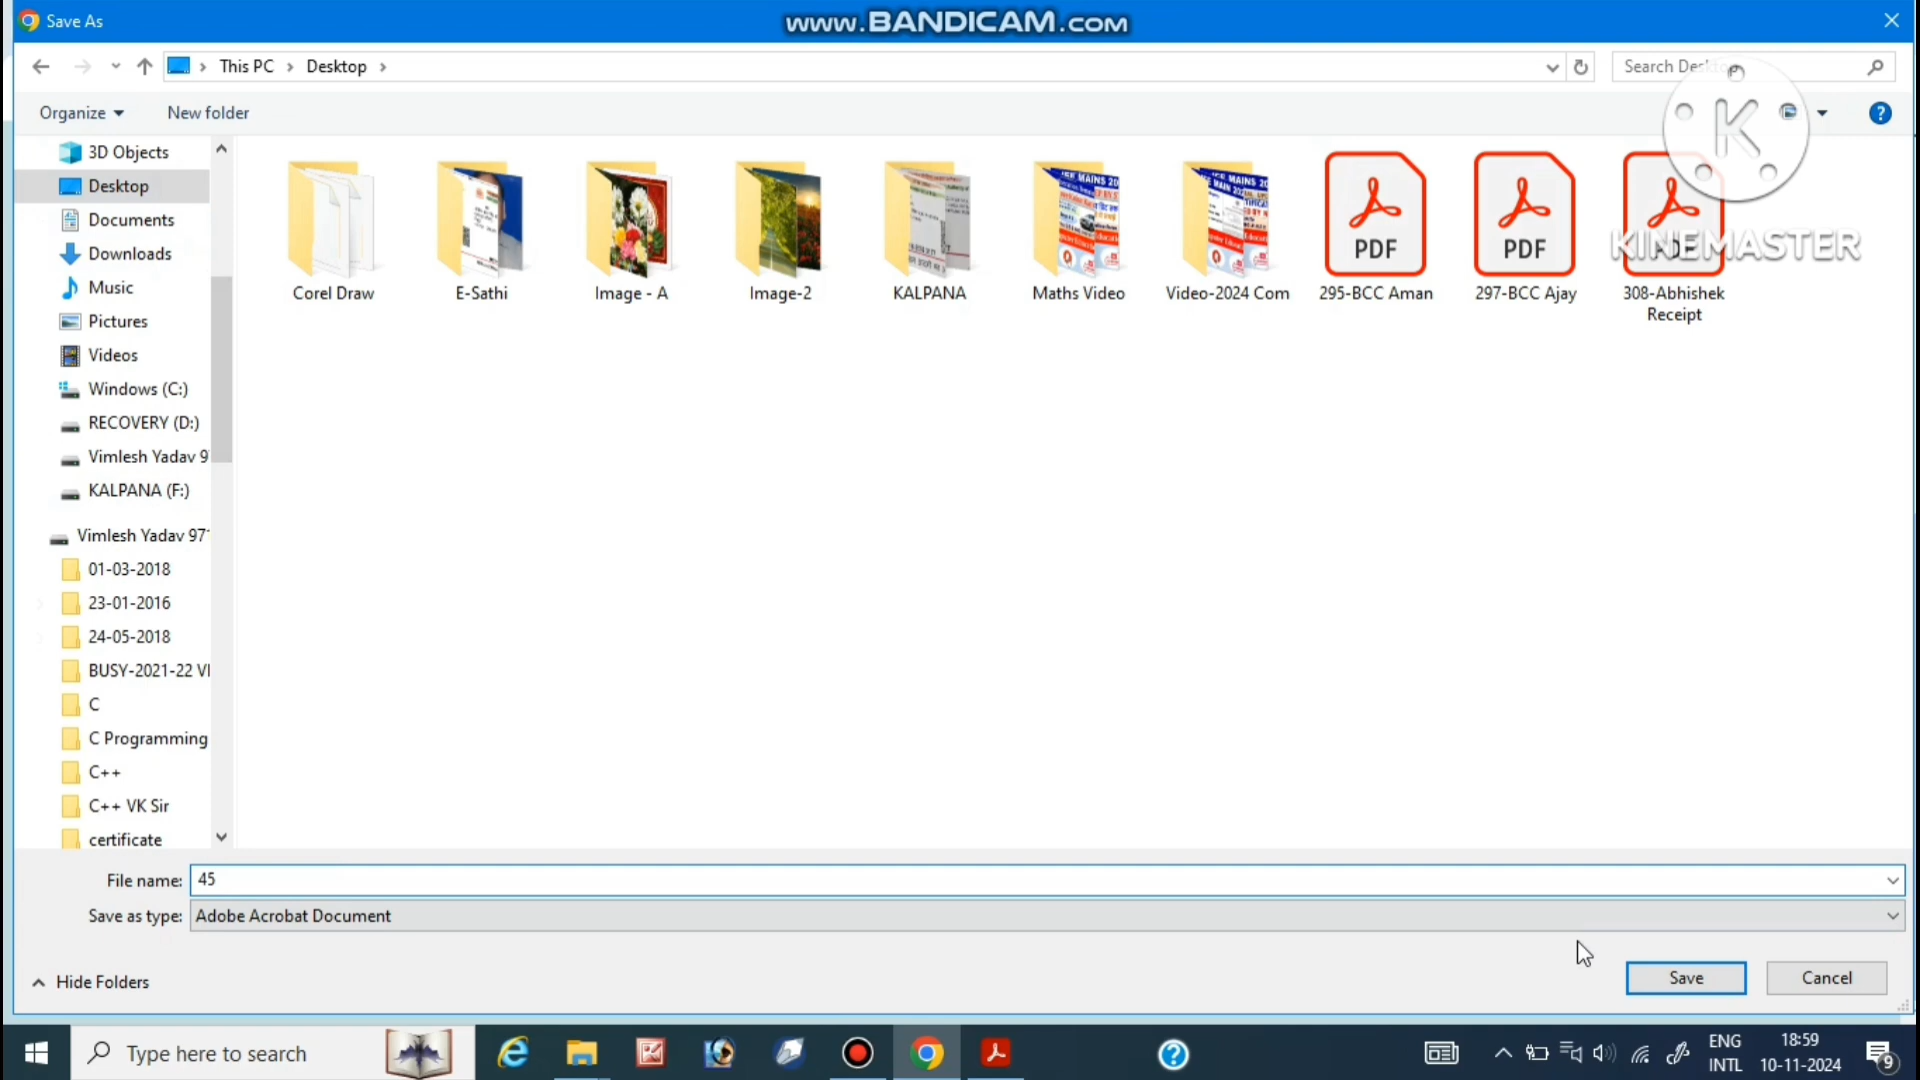 Save As
www.BANDICAM.com
This PC
Desktop
Search Desktop
Organize
New folder
3D Objects
Desktop
Documents
Downloads
Music
Pictures
Videos
Windows (C:)
RECOVERY (D:)
Vimlesh Yadav 9
KALPANA (F:)
Vimlesh Yadav 97
01-03-2018
23-01-2016
24-05-2018
BUSY-2021-22 VI
C
C Programming
C++
C++ VK Sir
certificate
Corel Draw
E-Sathi
Image - A
Image-2
KALPANA
Maths Video
Video-2024 Com
PDF
295-BCC Aman
PDF
297-BCC Ajay
308-Abhishek
Receipt
K
KINEMASTER
File name: 45
Save as type: Adobe Acrobat Document
Hide Folders
Save
Cancel
Type here to search
ENG
INTL
18:59
10-11-2024
9